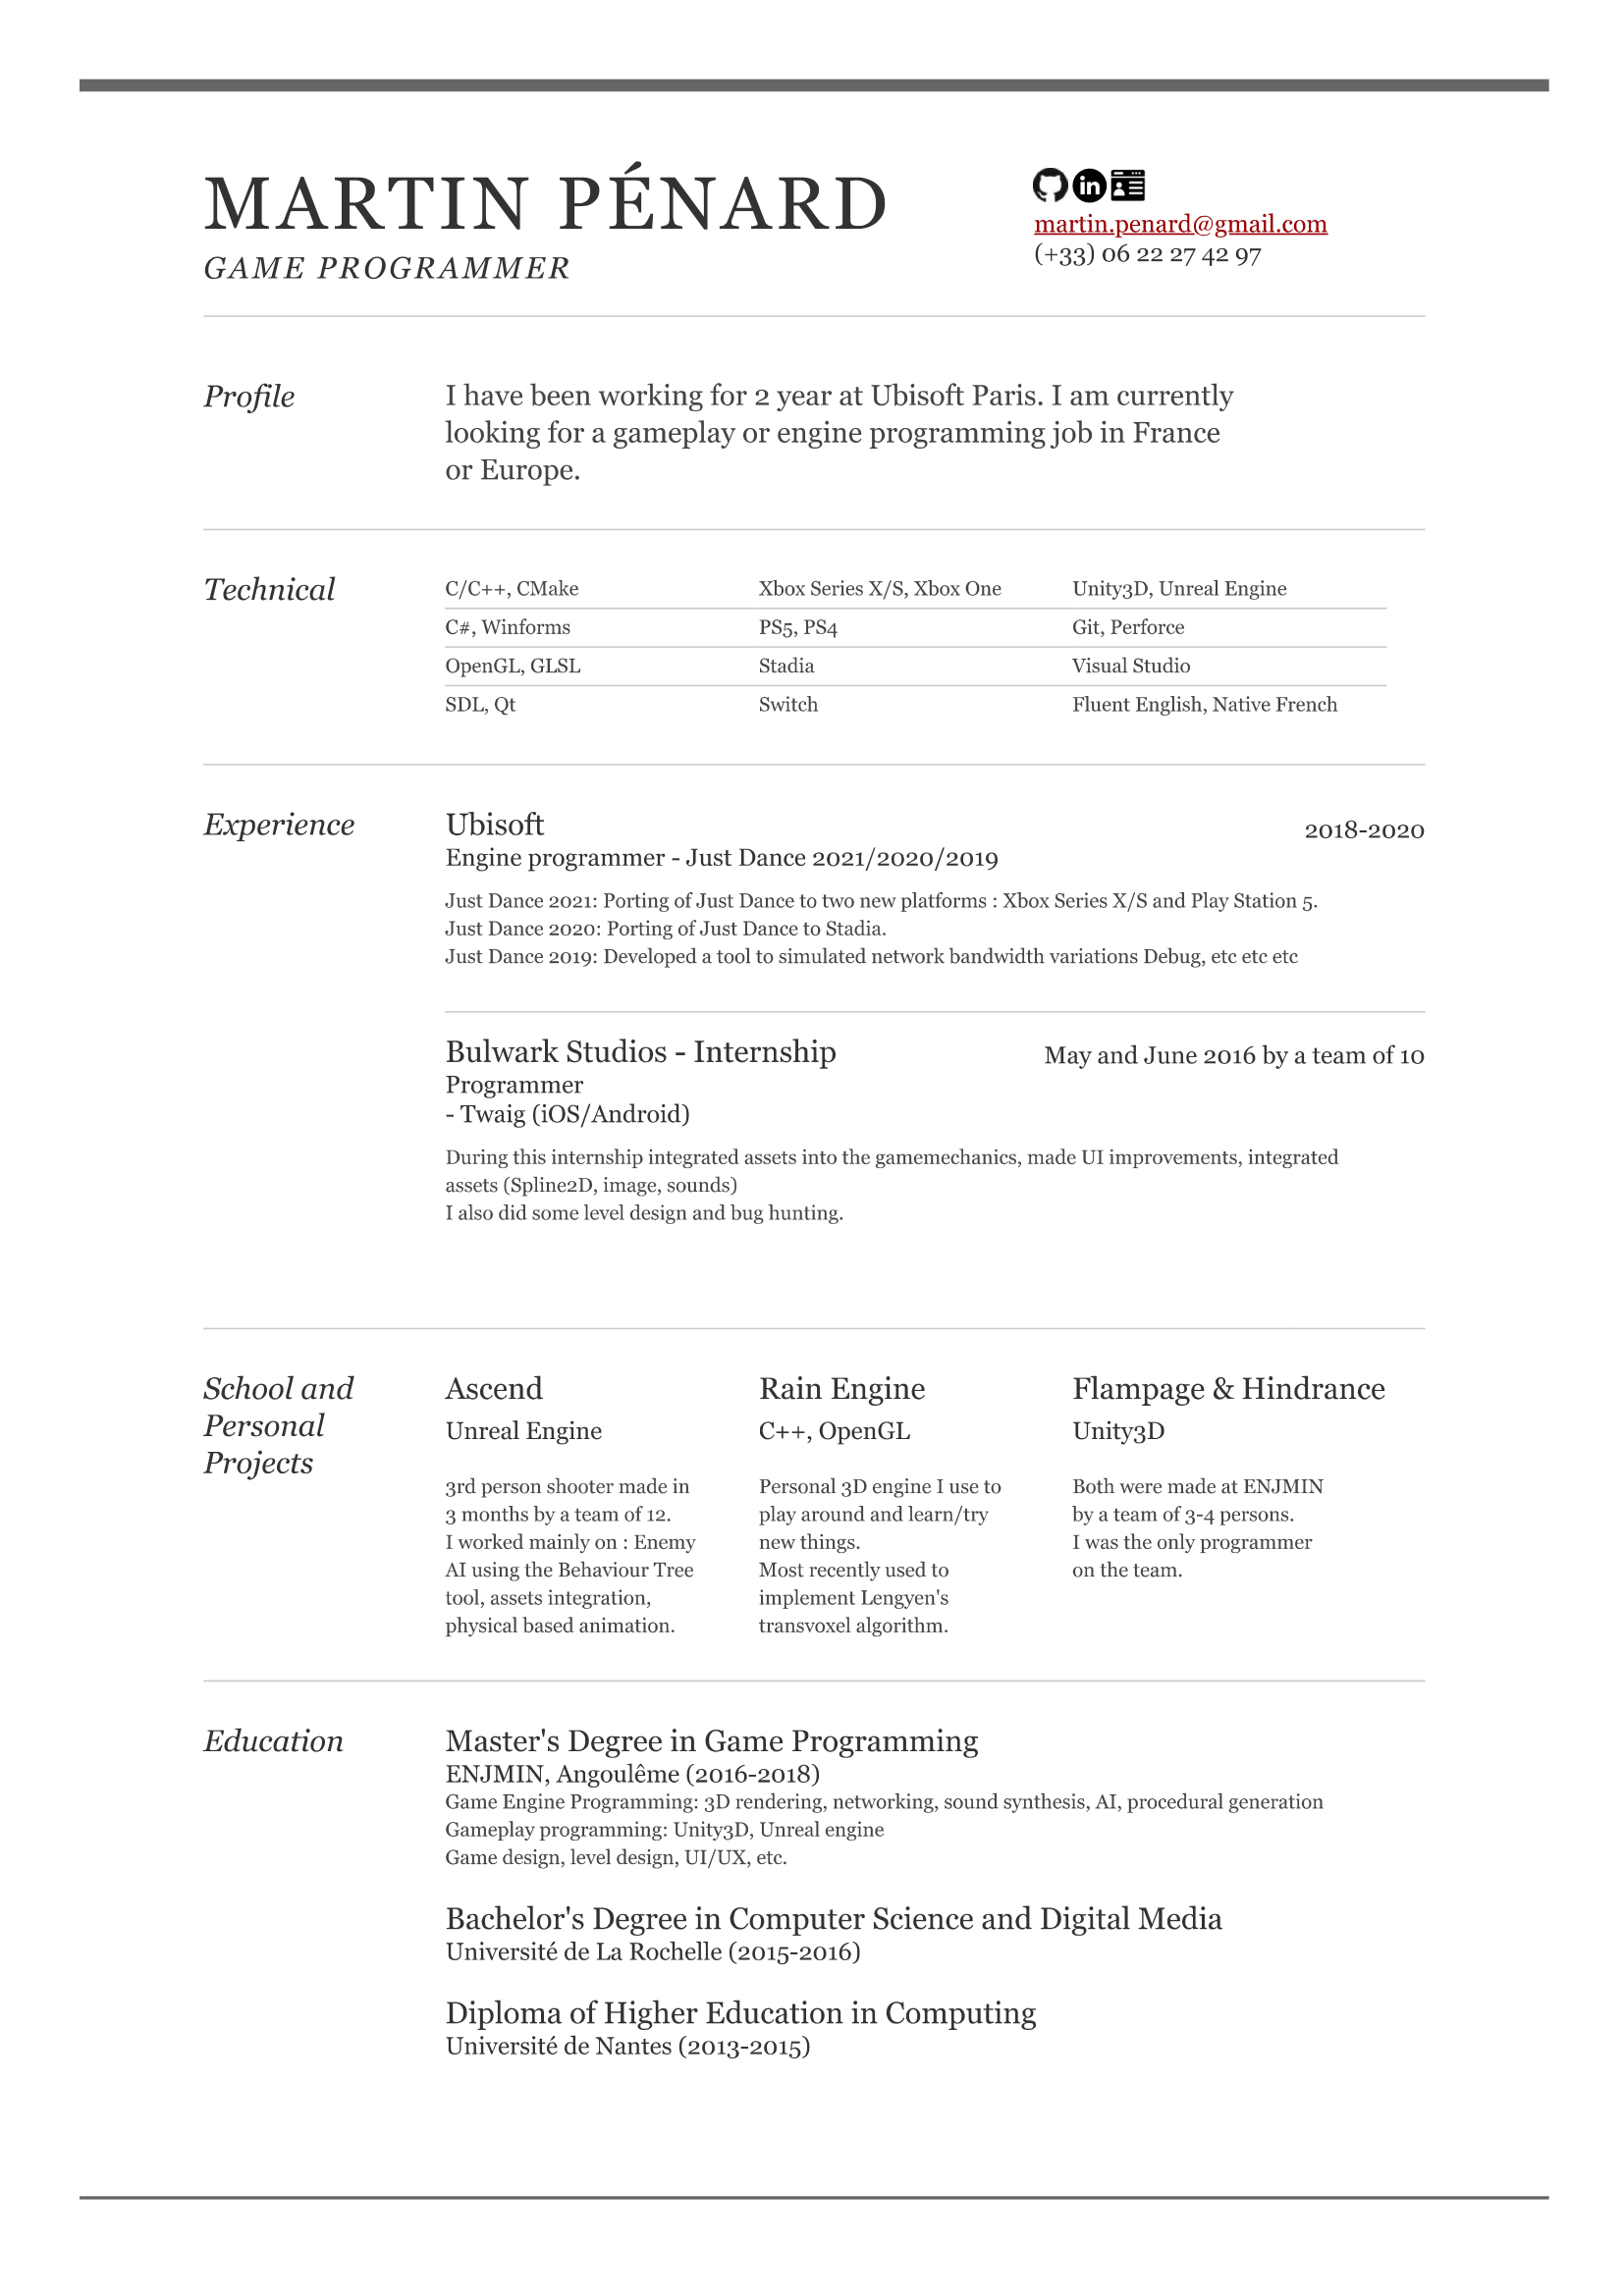 MARTIN PÉNARD
GAME PROGRAMMER
in
martin.penard@gmail.com
(+33) 06 22 27 42 97
Profile
I have been working for 2 year at Ubisoft Paris. I am currently
looking for a gameplay or engine programming job in France
or Europe.
Technical
C/C++, CMake
Xbox Series X/S, Xbox One
Unity3D, Unreal Engine
C#, Winforms
PS5, PS4
Git, Perforce
OpenGL, GLSL
Stadia
Visual Studio
SDL, Qt
Switch
Fluent English, Native French
Experience
Ubisoft
2018-2020
Engine programmer - Just Dance 2021/2020/2019
Just Dance 2021: Porting of Just Dance to two new platforms : Xbox Series X/S and Play Station 5.
Just Dance 2020: Porting of Just Dance to Stadia.
Just Dance 2019: Developed a tool to simulated network bandwidth variations Debug, etc etc etc
Bulwark Studios - Internship
May and June 2016 by a team of 10
Programmer
- Twaig (iOS/Android)
During this internship integrated assets into the gamemechanics, made UI improvements, integrated
assets (Spline2D, image, sounds)
I also did some level design and bug hunting.
School and
Personal
Projects
Ascend
Unreal Engine
3rd person shooter made in
3 months by a team of 12.
I worked mainly on : Enemy
AI using the Behaviour Tree
tool, assets integration,
physical based animation.
Rain Engine
C++, OpenGL
Personal 3D engine I use to
play around and learn/try
new things.
Most recently used to
implement Lengyen's
transvoxel algorithm.
Flampage & Hindrance
Unity3D
Both were made at ENJMIN
by a team of 3-4 persons.
I was the only programmer
on the team.
Education
Master's Degree in Game Programming
ENJMIN, Angoulême (2016-2018)
Game Engine Programming: 3D rendering, networking, sound synthesis, AI, procedural generation
Gameplay programming: Unity3D, Unreal engine
Game design, level design, UI/UX, etc.
Bachelor's Degree in Computer Science and Digital Media
Université de La Rochelle (2015-2016)
Diploma of Higher Education in Computing
Université de Nantes (2013-2015)